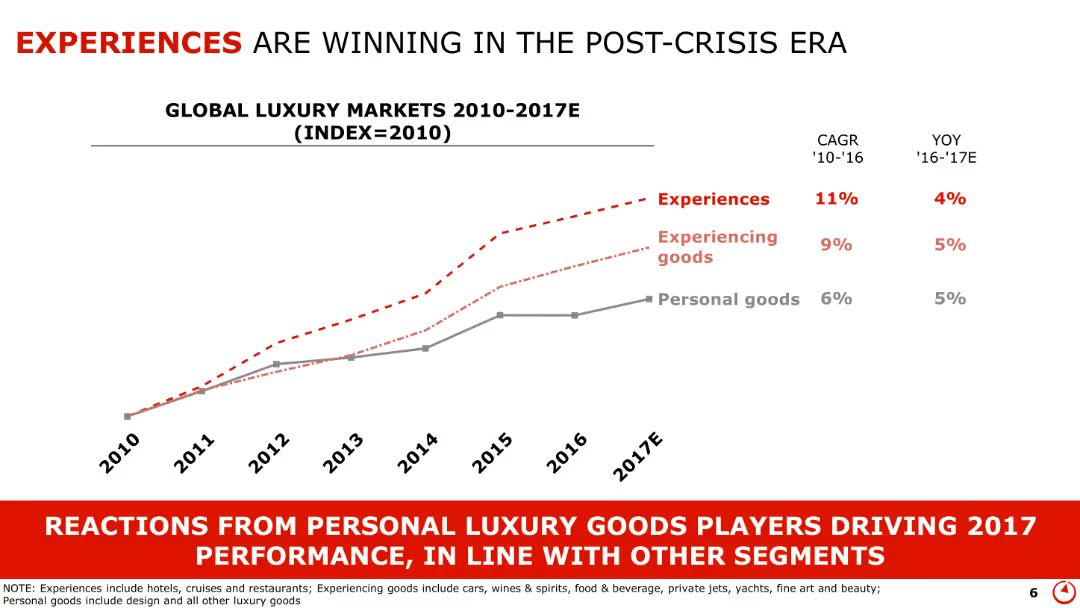 EXPERIENCES ARE WINNING IN THE POST-CRISIS ERA
GLOBAL LUXURY MARKETS 2010-2017E
(INDEX=2010)
CAGR
'10-'16
YOY
'16-'17E
Experiences 11% 4%
Experiencing
goods
9% 5%
Personal goods 6% 5%
2010 2011 2012 2013 2014 2015 2016 2017E
REACTIONS FROM PERSONAL LUXURY GOODS PLAYERS DRIVING 2017
PERFORMANCE, IN LINE WITH OTHER SEGMENTS
NOTE: Experiences include hotels, cruises and restaurants; Experiencing goods include cars, wines & spirits, food & beverage, private jets, yachts, fine art and beauty;
Personal goods include design and all other luxury goods
6